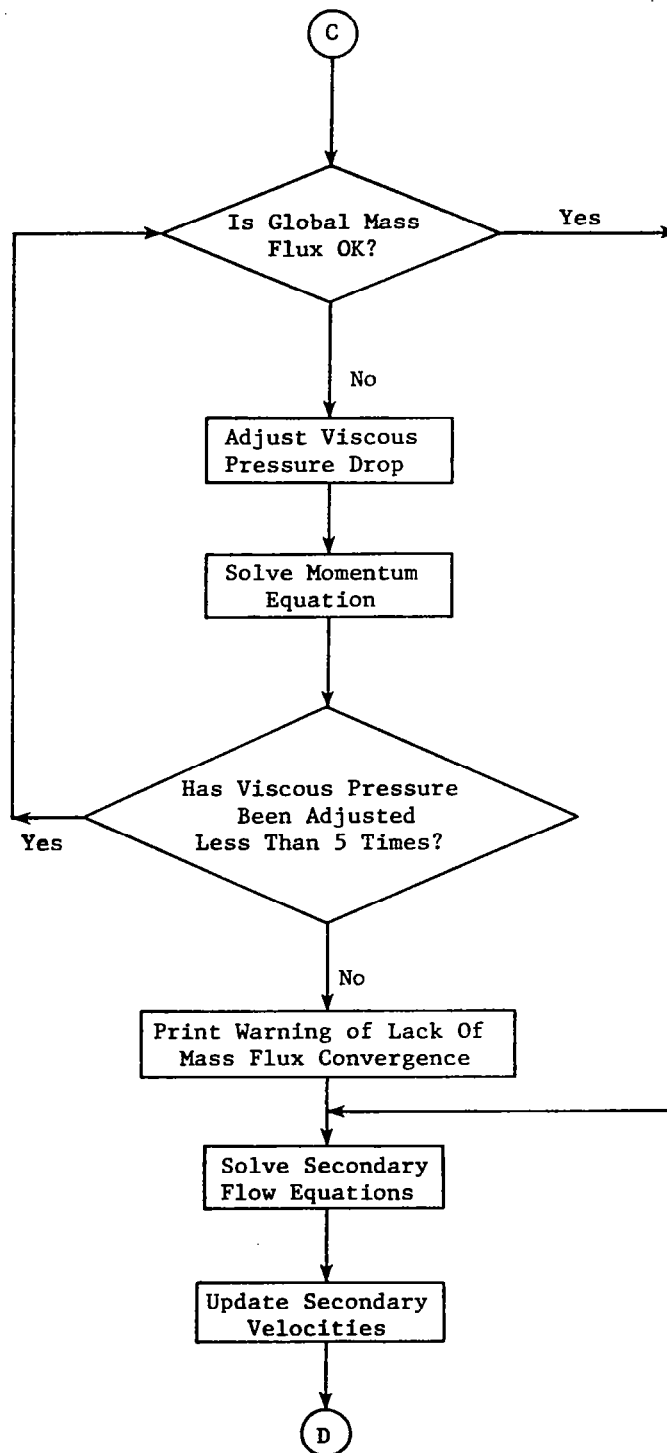 C
Is Global Mass
Flux OK?
Yes
No
Adjust Viscous
Pressure Drop
Solve Momentum
Equation
Has Viscous Pressure
Been Adjusted
Less Than 5 Times?
Yes
No
Print Warning of Lack Of
Mass Flux Convergence
Solve Secondary
Flow Equations
Update Secondary
Velocities
D